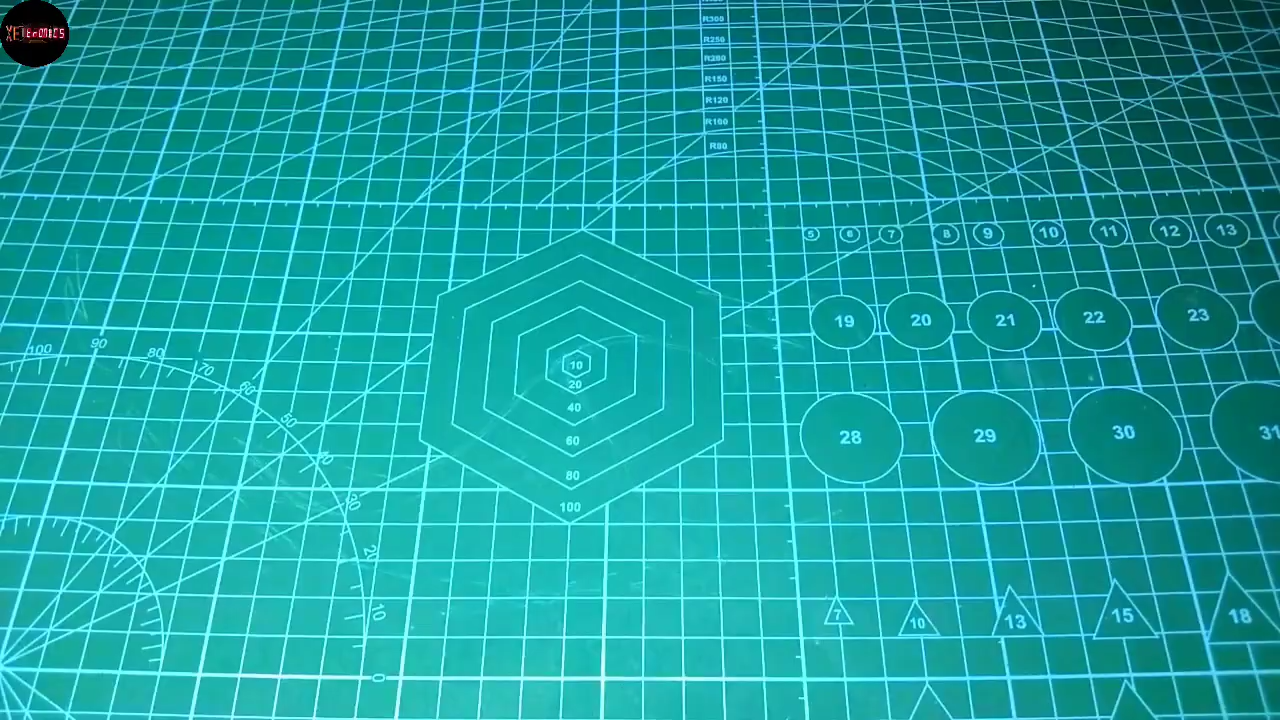 XETRONICS
R300
R250
R200
R150
R120
R100
R80
5 6 7 8 9 10 11 12 13
19 20 21 22 23
100 90 80 70 60 50 40 30 20 10 0
10
20
40
60
80
100
28 29 30 31
7 10 13 15 18